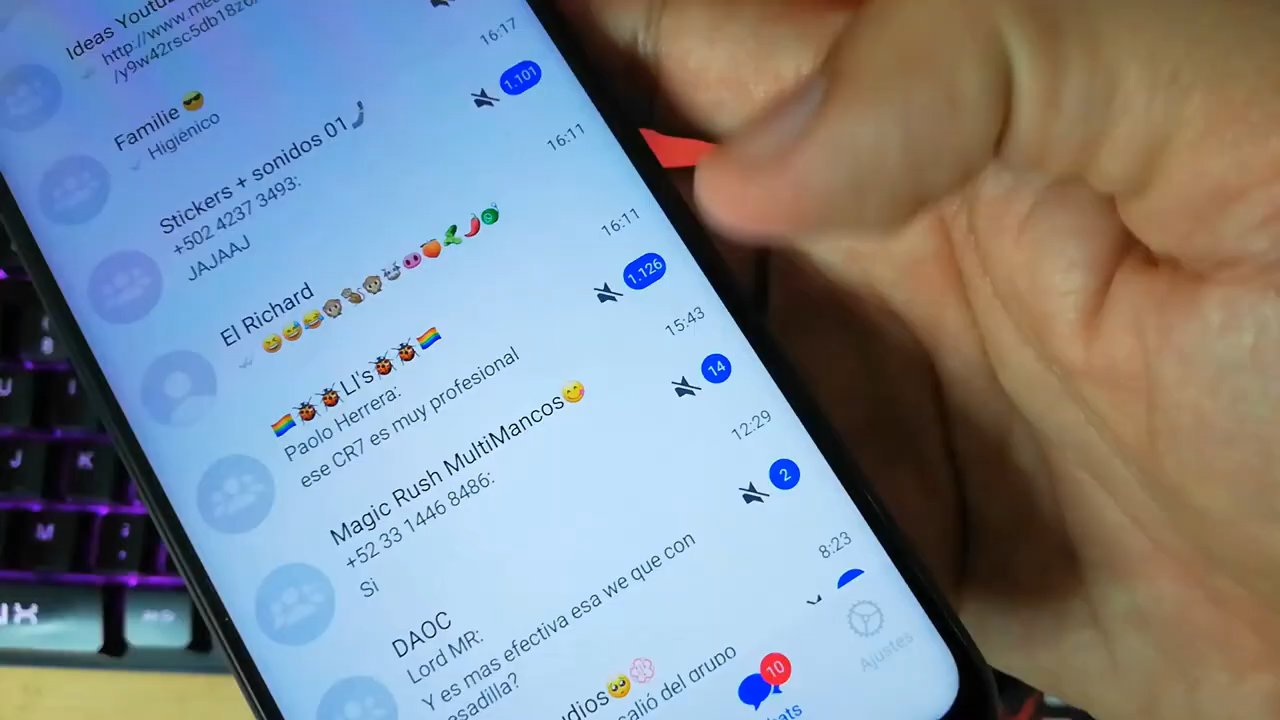 Ideas Youtu
http://www.me
/y9w42rsc5db18z6
16:17
Familie 😎
Higiénico
1.101
Stickers + sonidos 01 🤳
+502 4237 3493:
JAJAAJ
16:11
El Richard
16:11
🏳️‍🌈🐞🐞LI's🐞🐞🏳️‍🌈
Paolo Herrera:
ese CR7 es muy profesional
1.126
15:43
Magic Rush MultiMancos😋
+52 33 1446 8486:
Si
14
12:29
DAOC
Lord MR:
Y es mas efectiva esa we que con
esadilla?
2
8:23
udios🥺💮
salió del grupo
10
hats
Ajustes
U
I
J
K
M